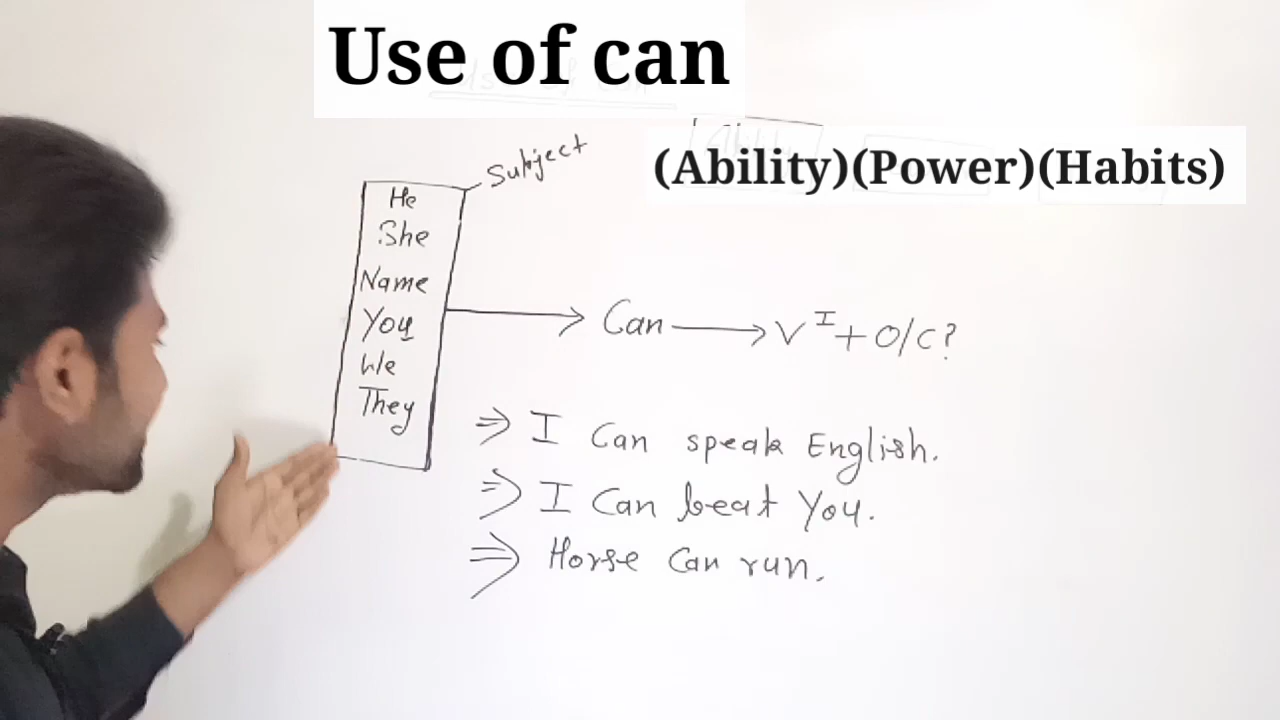 Use of can
(Ability)(Power)(Habits)
Subject
He
She
Name
You
We
They
Can → V I + O/C?
⇒ I Can speak English.
⇒ I Can beat You.
⇒ Horse Can run.